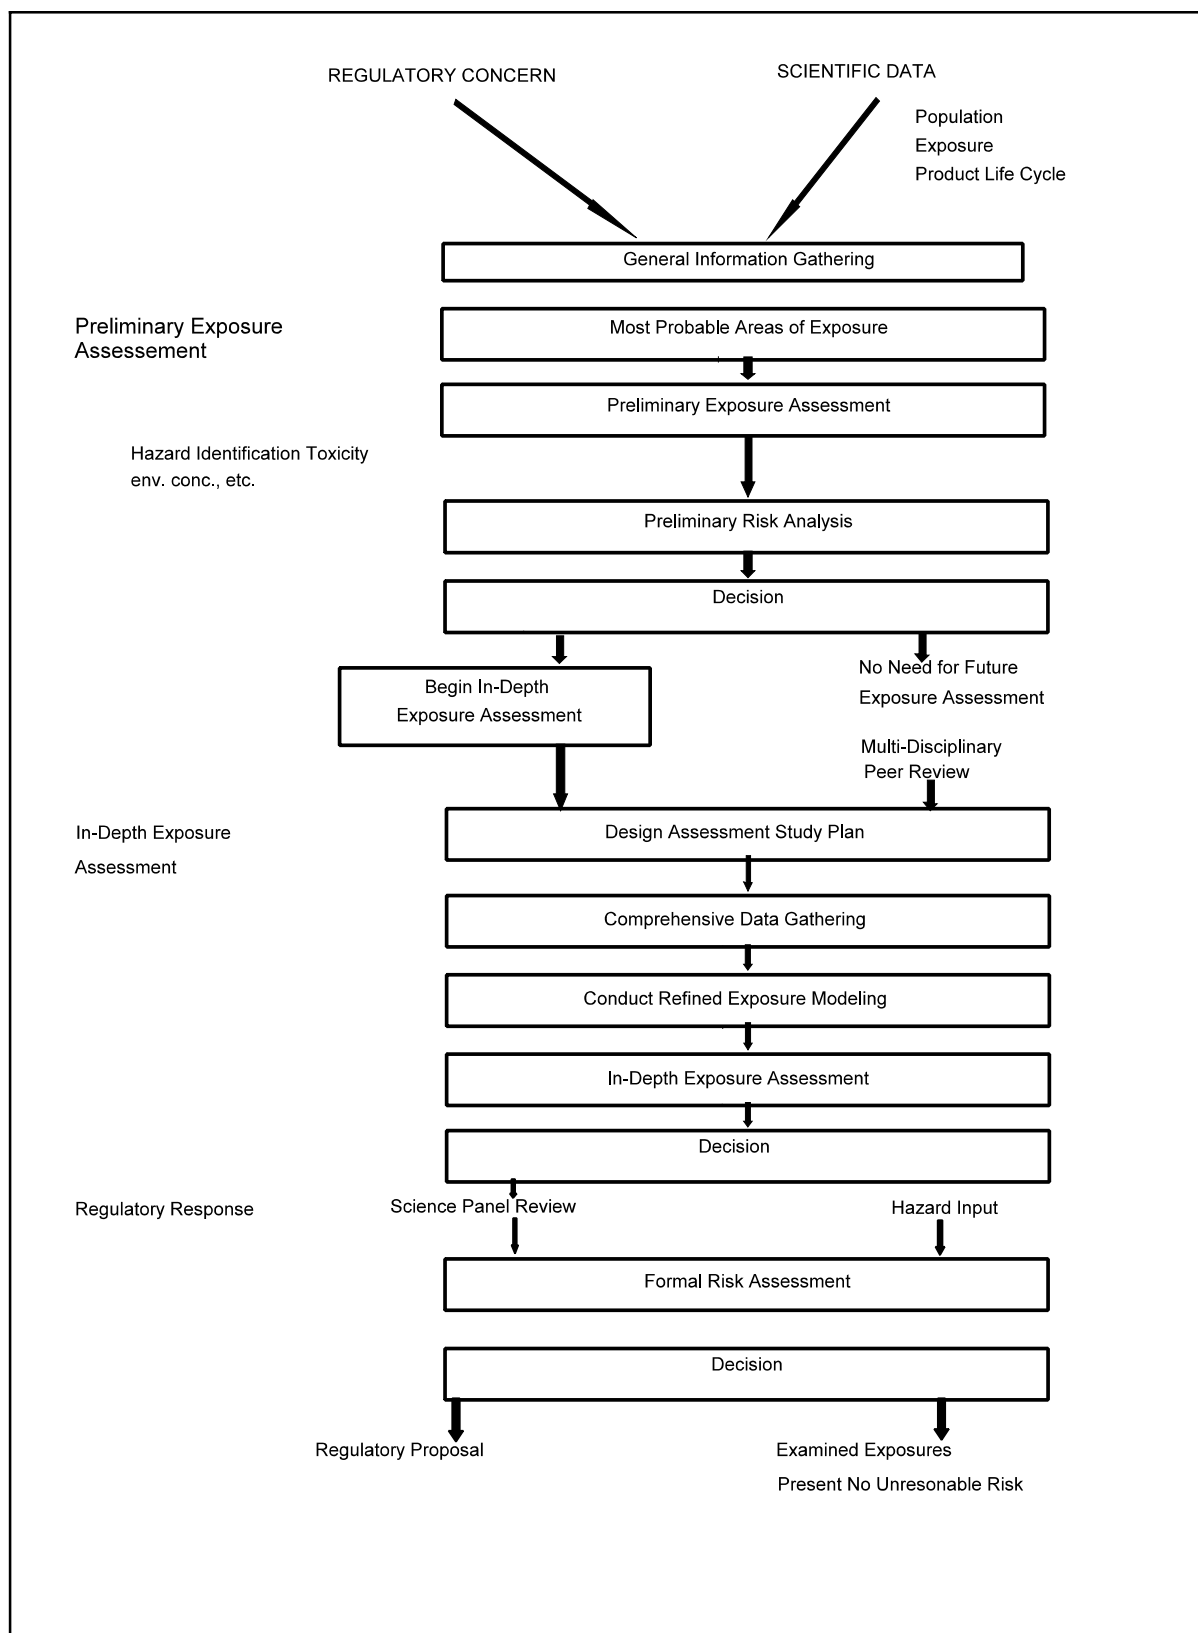 REGULATORY CONCERN
SCIENTIFIC DATA
Population
Exposure
Product Life Cycle
General Information Gathering
Preliminary Exposure
Assessement
Most Probable Areas of Exposure
Preliminary Exposure Assessment
Hazard Identification Toxicity
env. conc., etc.
Preliminary Risk Analysis
Decision
Begin In-Depth
Exposure Assessment
No Need for Future
Exposure Assessment
Multi-Disciplinary
Peer Review
In-Depth Exposure
Assessment
Design Assessment Study Plan
Comprehensive Data Gathering
Conduct Refined Exposure Modeling
In-Depth Exposure Assessment
Decision
Regulatory Response
Science Panel Review
Hazard Input
Formal Risk Assessment
Decision
Regulatory Proposal
Examined Exposures
Present No Unresonable Risk